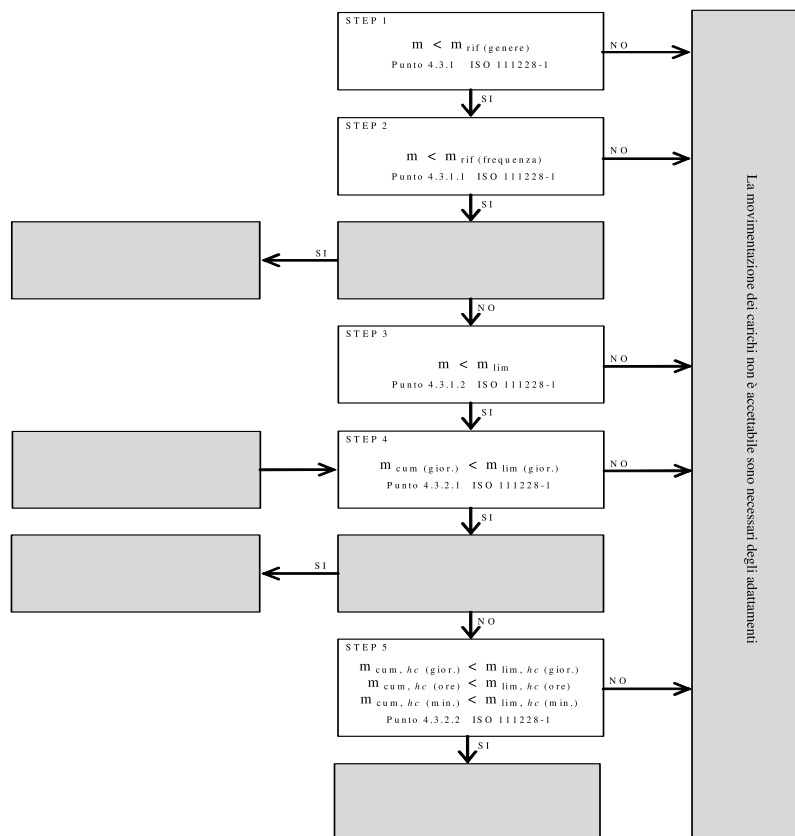 STEP 1
m < m rif (genere)
Punto 4.3.1 ISO 111228-1
NO
SI
STEP 2
m < m rif (frequenza)
Punto 4.3.1.1 ISO 111228-1
NO
SI
SI
NO
STEP 3
m < m lim
Punto 4.3.1.2 ISO 111228-1
NO
SI
STEP 4
m cum (gior.) < m lim (gior.)
Punto 4.3.2.1 ISO 111228-1
NO
SI
SI
NO
STEP 5
m cum, hc (gior.) < m lim, hc (gior.)
m cum, hc (ore) < m lim, hc (ore)
m cum, hc (min.) < m lim, hc (min.)
Punto 4.3.2.2 ISO 111228-1
NO
SI
La movimentazione dei carichi non è accettabile sono necessari degli adattamenti